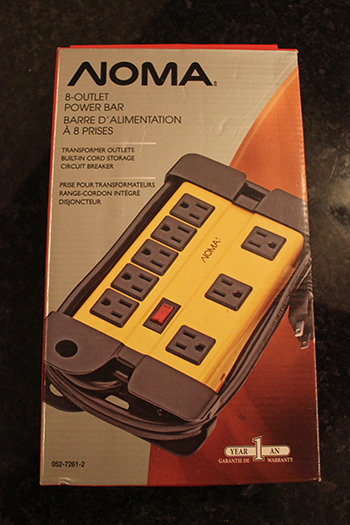 NOMA
8-OUTLET
POWER BAR
BARRE D'ALIMENTATION
À 8 PRISES
TRANSFORMER OUTLETS
BUILT-IN CORD STORAGE
CIRCUIT BREAKER
PRISE POUR TRANSFORMATEURS
RANGE-CORDON INTÉGRÉ
DISJONCTEUR
NOMA
YEAR 1 AN
GARANTIE DE WARRANTY
052-7261-2